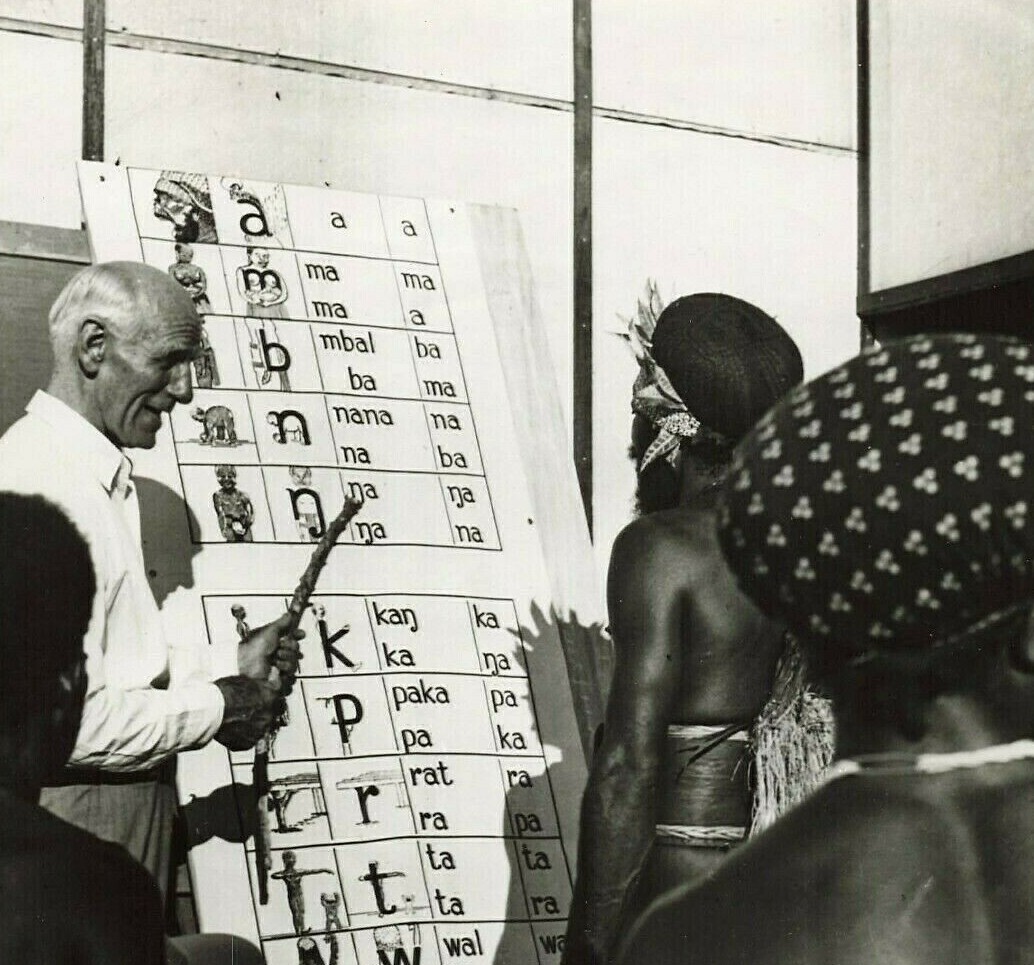 a a a
m ma ma
ma a
b mbal ba
ba ma
n nana na
na ba
ŋ ŋa ŋa
ŋa na
k kaŋ ka
ka ŋa
p paka pa
pa ka
r r rat ra
ra pa
t ta ta
ta ra
w w wal wa